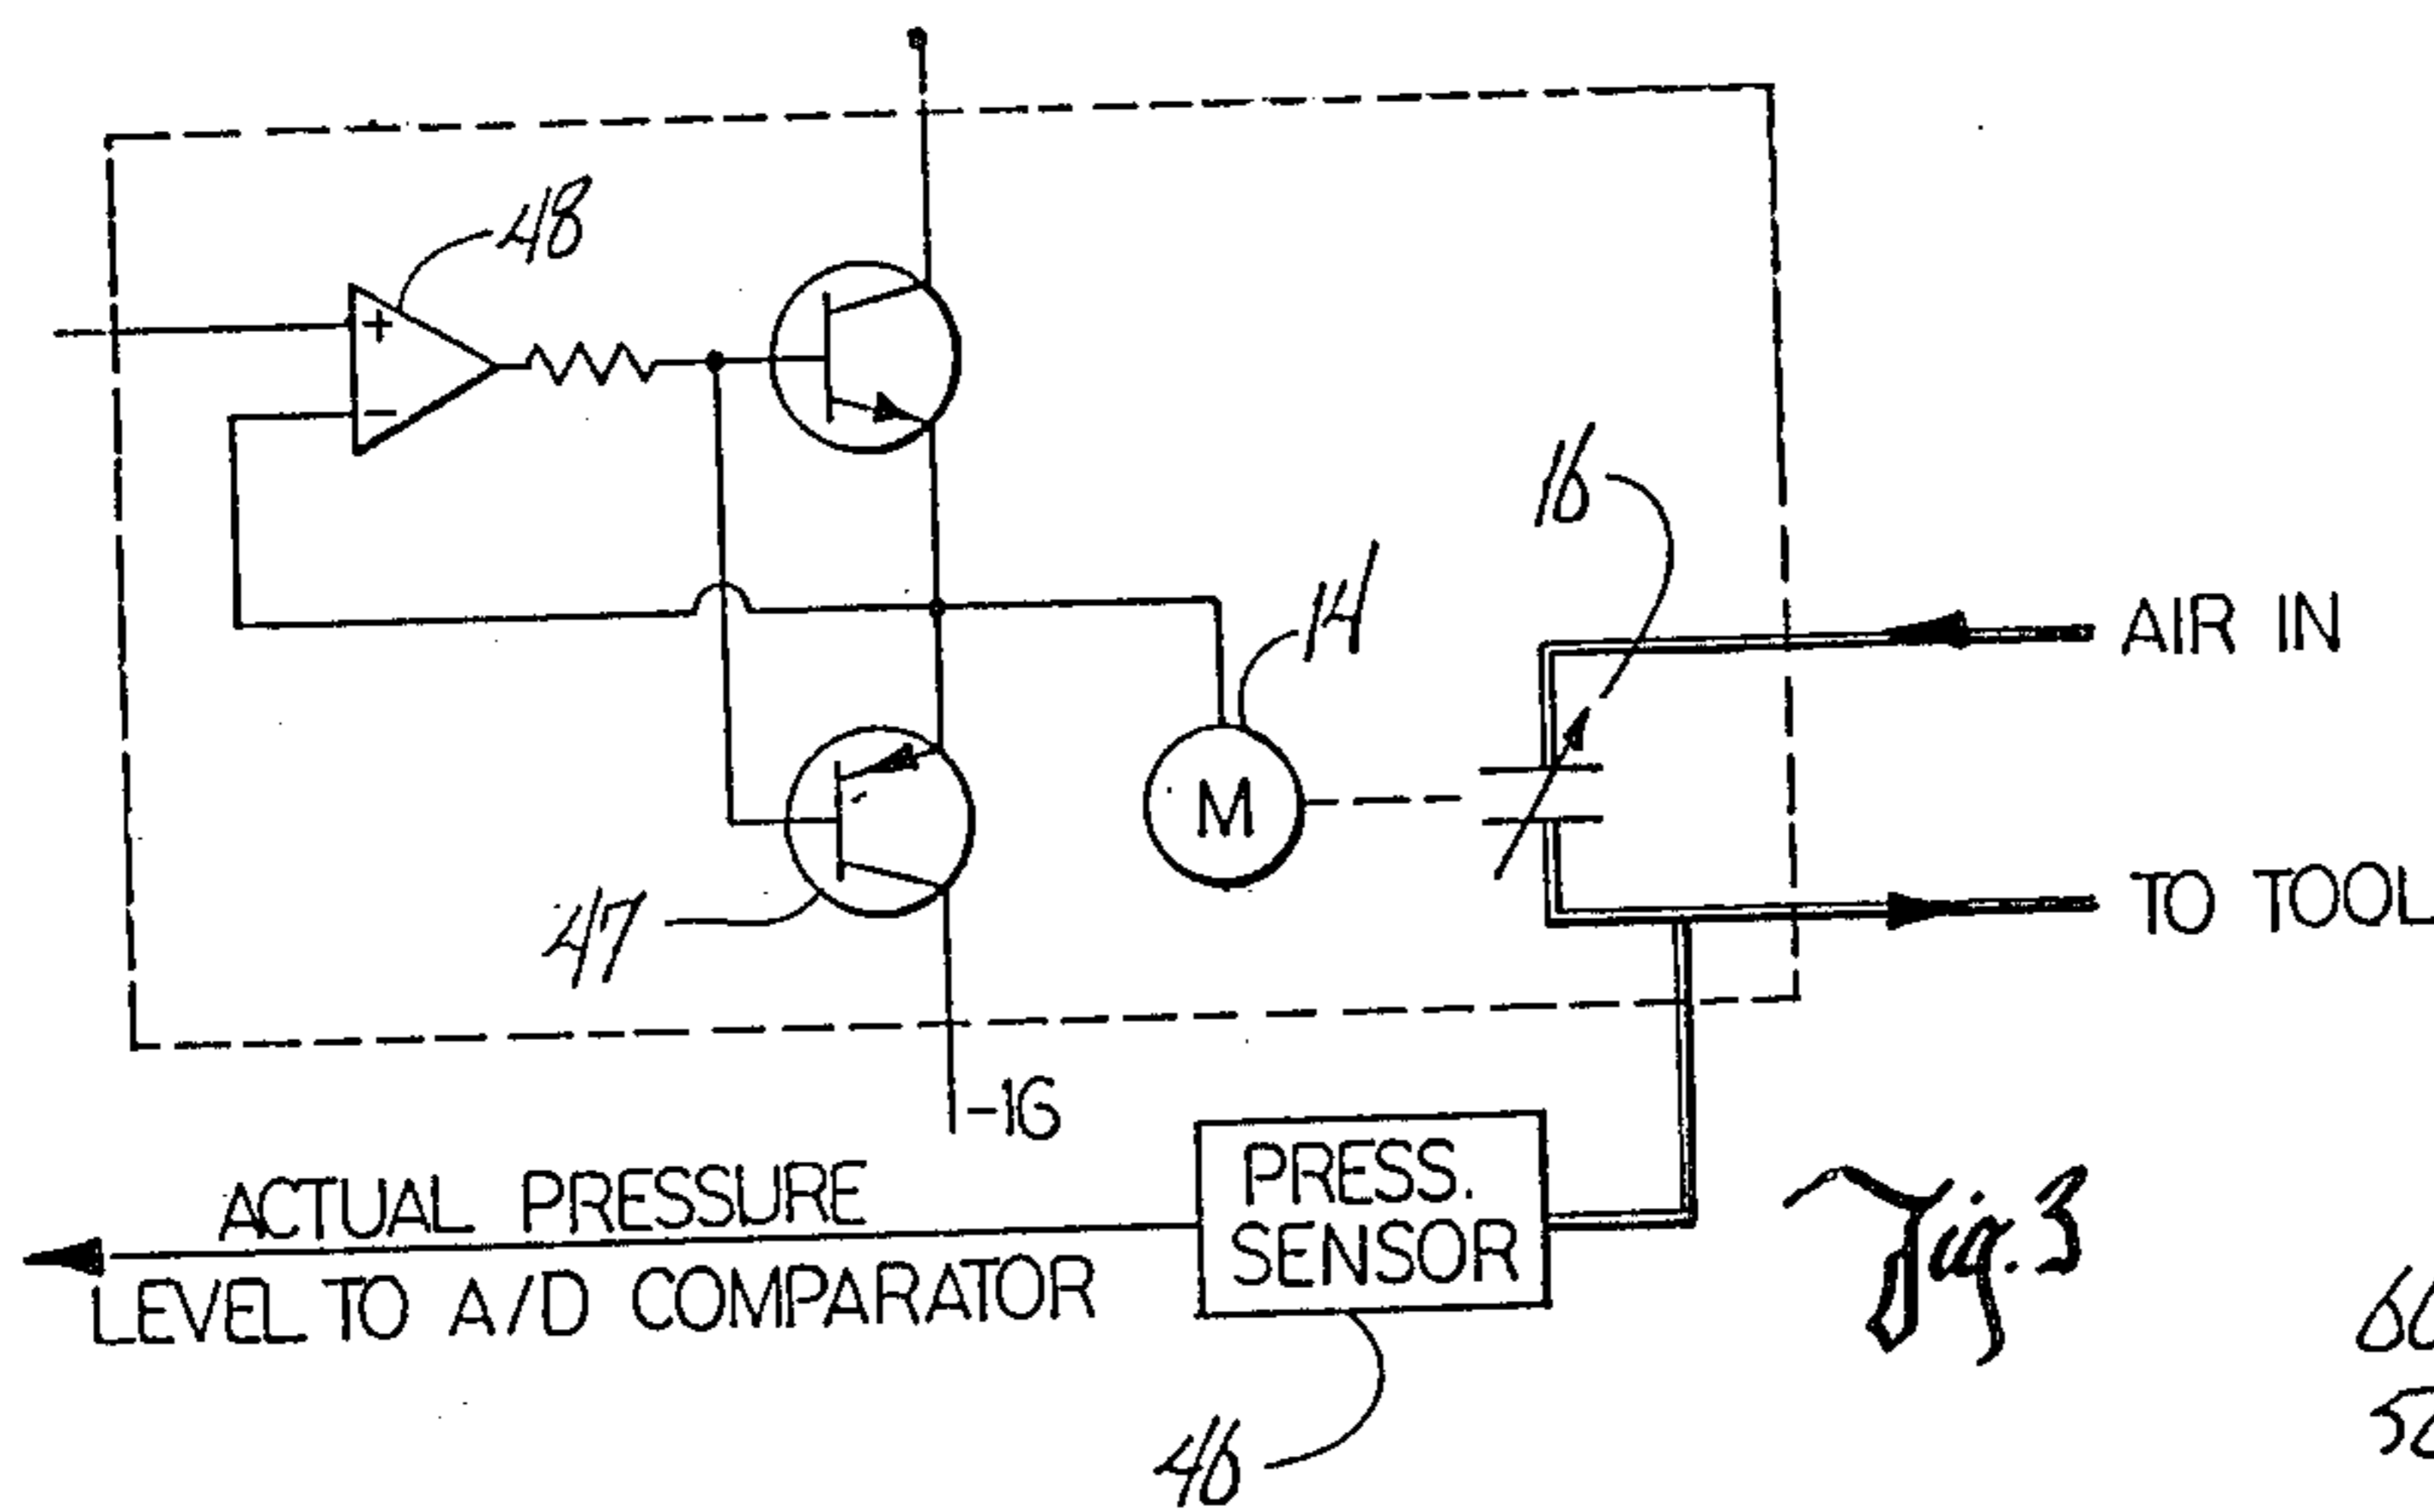 48
+
−
16
14
AIR IN
M
TO TOOL
47
-16
PRESS.
SENSOR
ACTUAL PRESSURE
LEVEL TO A/D COMPARATOR
Fig. 3
46